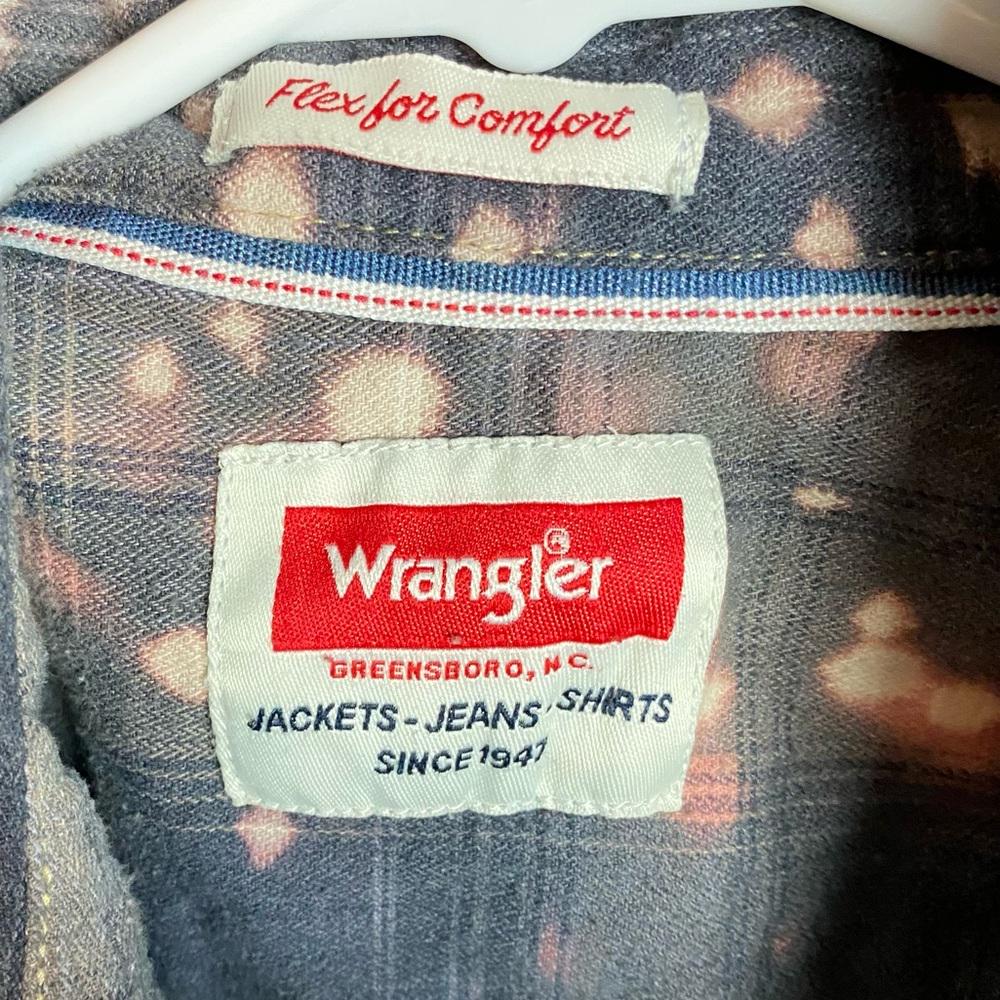 Flex for Comfort
Wrangler®
GREENSBORO, N.C.
JACKETS-JEANS-SHIRTS
SINCE 1947